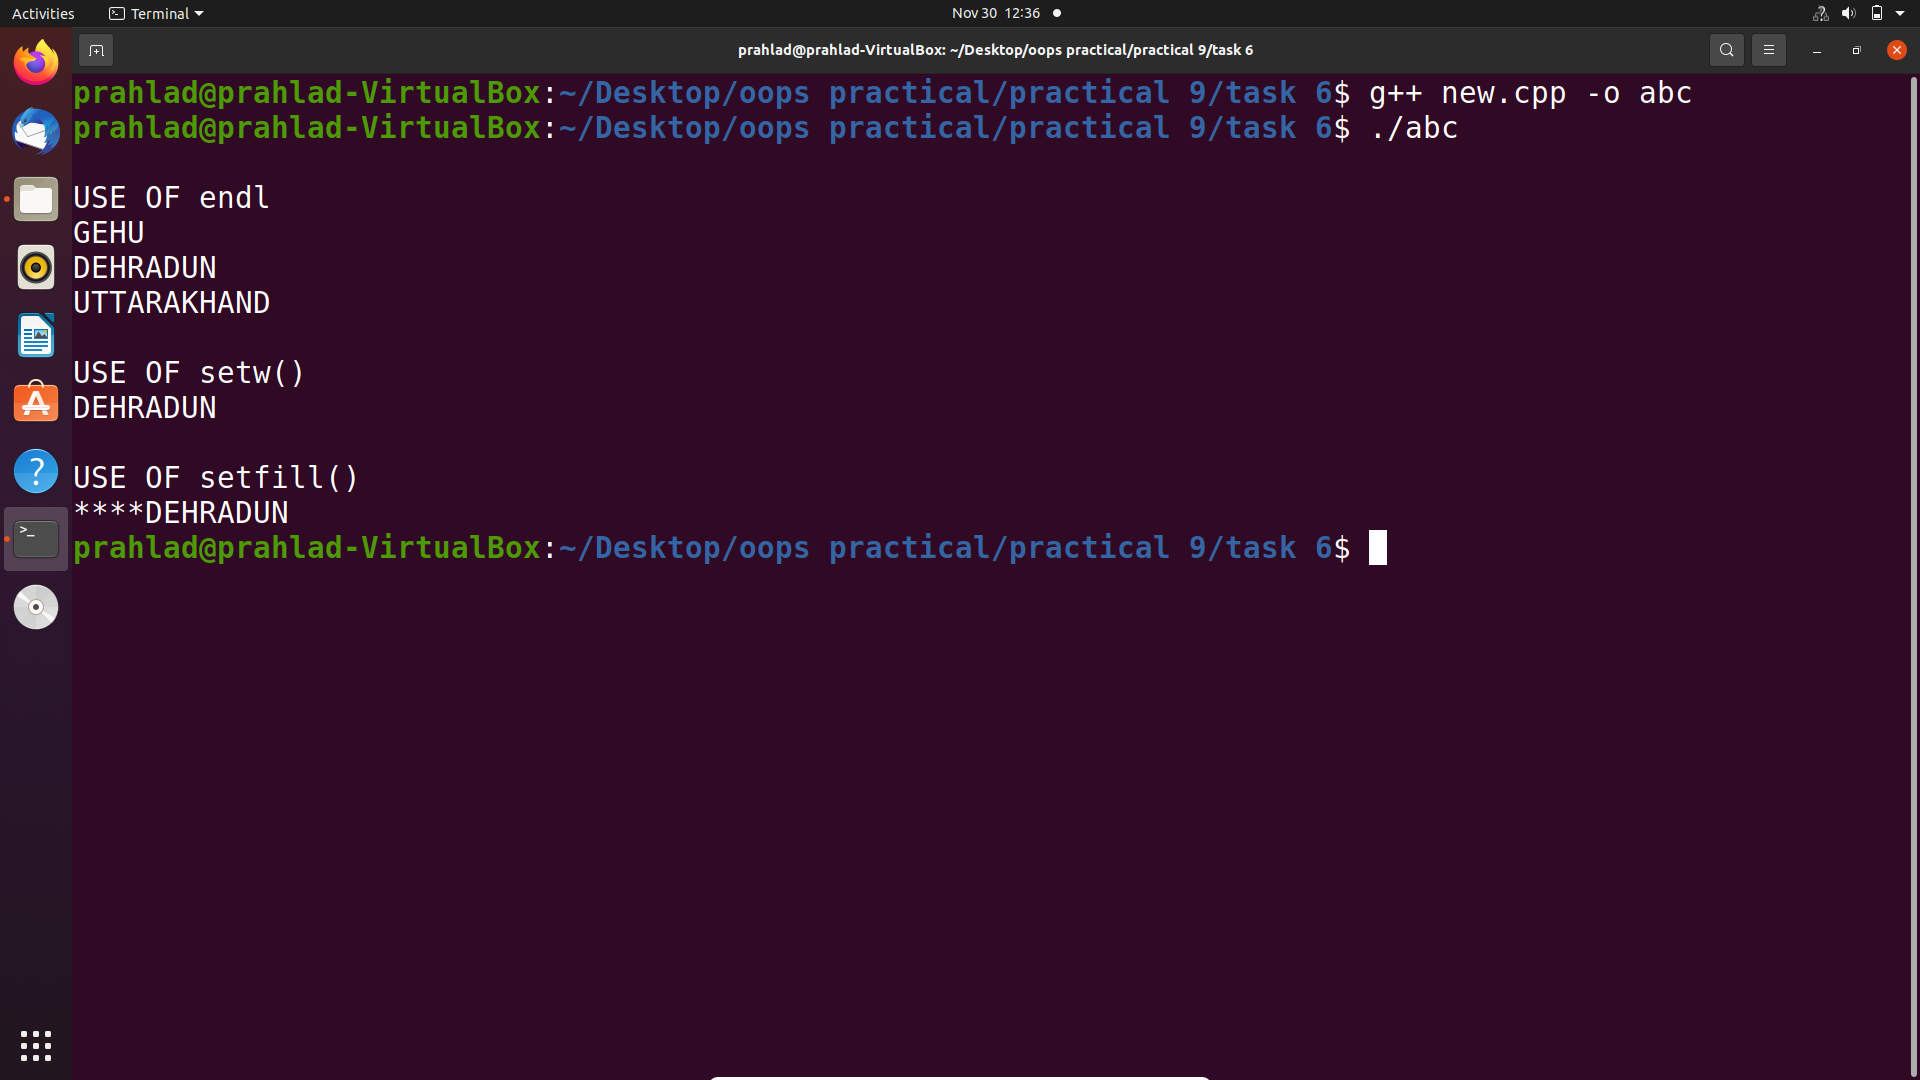 Activities
Terminal
Nov 30 12:36
prahlad@prahlad-VirtualBox: ~/Desktop/oops practical/practical 9/task 6
prahlad@prahlad-VirtualBox:~/Desktop/oops practical/practical 9/task 6$ g++ new.cpp -o abc
prahlad@prahlad-VirtualBox:~/Desktop/oops practical/practical 9/task 6$ ./abc
USE OF endl
GEHU
DEHRADUN
UTTARAKHAND
USE OF setw()
DEHRADUN
USE OF setfill()
****DEHRADUN
prahlad@prahlad-VirtualBox:~/Desktop/oops practical/practical 9/task 6$